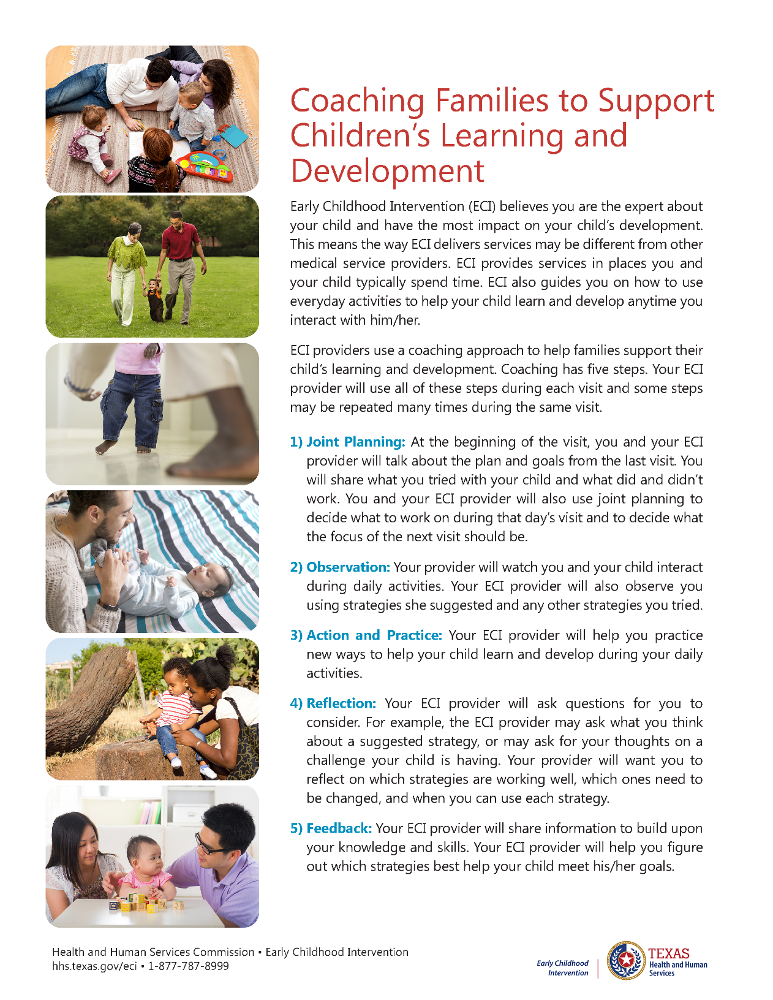 Coaching Families to Support
Children’s Learning and
Development
Early Childhood Intervention (ECI) believes you are the expert about
your child and have the most impact on your child’s development.
This means the way ECI delivers services may be different from other
medical service providers. ECI provides services in places you and
your child typically spend time. ECI also guides you on how to use
everyday activities to help your child learn and develop anytime you
interact with him/her.
ECI providers use a coaching approach to help families support their
child’s learning and development. Coaching has five steps. Your ECI
provider will use all of these steps during each visit and some steps
may be repeated many times during the same visit.
1) Joint Planning: At the beginning of the visit, you and your ECI
provider will talk about the plan and goals from the last visit. You
will share what you tried with your child and what did and didn’t
work. You and your ECI provider will also use joint planning to
decide what to work on during that day’s visit and to decide what
the focus of the next visit should be.
2) Observation: Your provider will watch you and your child interact
during daily activities. Your ECI provider will also observe you
using strategies she suggested and any other strategies you tried.
3) Action and Practice: Your ECI provider will help you practice
new ways to help your child learn and develop during your daily
activities.
4) Reflection: Your ECI provider will ask questions for you to
consider. For example, the ECI provider may ask what you think
about a suggested strategy, or may ask for your thoughts on a
challenge your child is having. Your provider will want you to
reflect on which strategies are working well, which ones need to
be changed, and when you can use each strategy.
5) Feedback: Your ECI provider will share information to build upon
your knowledge and skills. Your ECI provider will help you figure
out which strategies best help your child meet his/her goals.
Health and Human Services Commission • Early Childhood Intervention
hhs.texas.gov/eci • 1-877-787-8999
Early Childhood
Intervention
TEXAS
Health and Human
Services